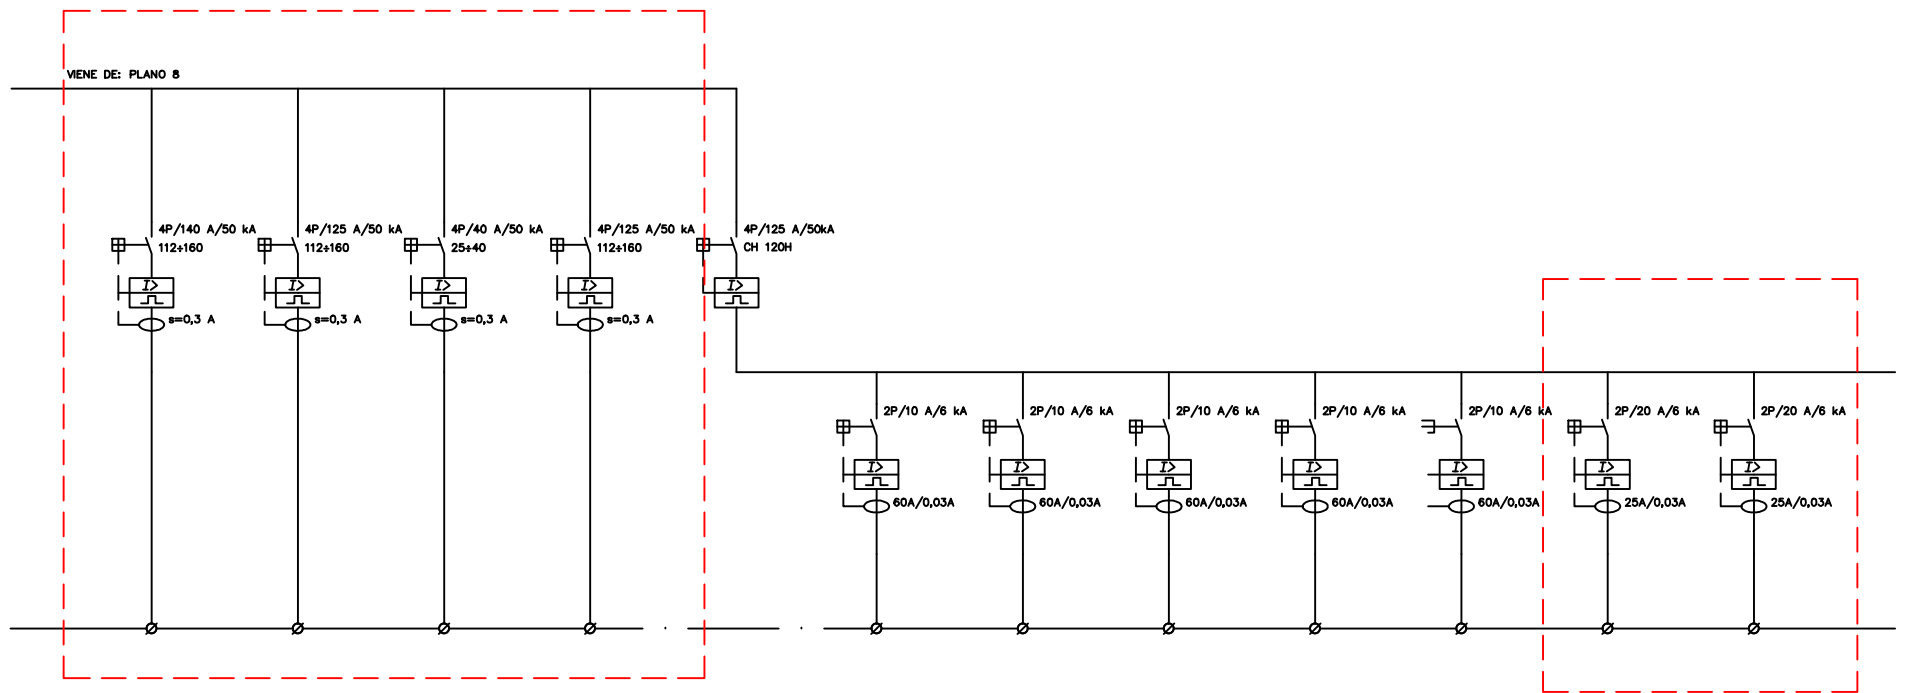 VIENE DE: PLANO 8
4P/140 A/50 kA
112÷160
4P/125 A/50 kA
112÷160
4P/40 A/50 kA
25÷40
4P/125 A/50 kA
112÷160
4P/125 A/50kA
CH 120H
I>
I>
I>
I>
I>
s=0,3 A
s=0,3 A
s=0,3 A
s=0,3 A
2P/10 A/6 kA
2P/10 A/6 kA
2P/10 A/6 kA
2P/10 A/6 kA
2P/10 A/6 kA
2P/20 A/6 kA
2P/20 A/6 kA
I>
I>
I>
I>
I>
I>
I>
60A/0,03A
60A/0,03A
60A/0,03A
60A/0,03A
60A/0,03A
25A/0,03A
25A/0,03A